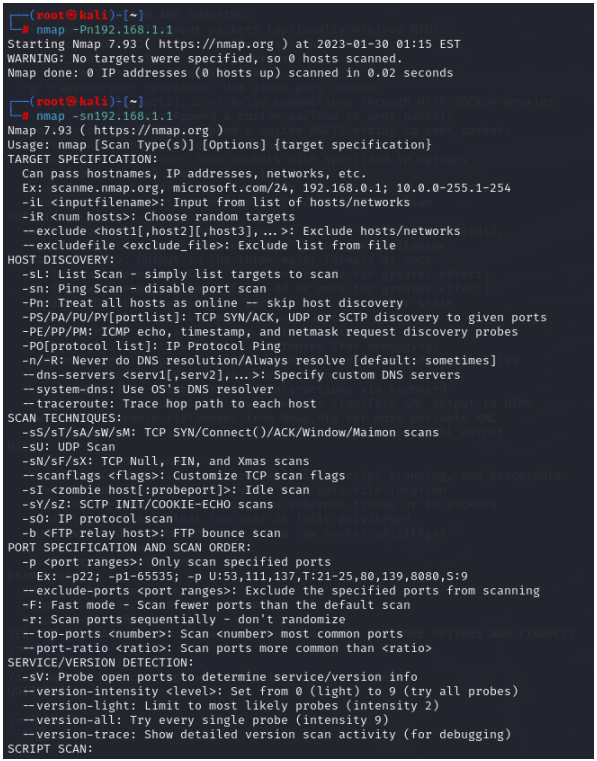 ┌──(root㉿kali)-[~]
└─# nmap -Pn192.168.1.1
Starting Nmap 7.93 ( https://nmap.org ) at 2023-01-30 01:15 EST
WARNING: No targets were specified, so 0 hosts scanned.
Nmap done: 0 IP addresses (0 hosts up) scanned in 0.02 seconds
┌──(root㉿kali)-[~]
└─# nmap -sn192.168.1.1
Nmap 7.93 ( https://nmap.org )
Usage: nmap [Scan Type(s)] [Options] {target specification}
TARGET SPECIFICATION:
  Can pass hostnames, IP addresses, networks, etc.
  Ex: scanme.nmap.org, microsoft.com/24, 192.168.0.1; 10.0.0-255.1-254
  -iL <inputfilename>: Input from list of hosts/networks
  -iR <num hosts>: Choose random targets
  --exclude <host1[,host2][,host3],...>: Exclude hosts/networks
  --excludefile <exclude_file>: Exclude list from file
HOST DISCOVERY:
  -sL: List Scan - simply list targets to scan
  -sn: Ping Scan - disable port scan
  -Pn: Treat all hosts as online -- skip host discovery
  -PS/PA/PU/PY[portlist]: TCP SYN/ACK, UDP or SCTP discovery to given ports
  -PE/PP/PM: ICMP echo, timestamp, and netmask request discovery probes
  -PO[protocol list]: IP Protocol Ping
  -n/-R: Never do DNS resolution/Always resolve [default: sometimes]
  --dns-servers <serv1[,serv2],...>: Specify custom DNS servers
  --system-dns: Use OS's DNS resolver
  --traceroute: Trace hop path to each host
SCAN TECHNIQUES:
  -sS/sT/sA/sW/sM: TCP SYN/Connect()/ACK/Window/Maimon scans
  -sU: UDP Scan
  -sN/sF/sX: TCP Null, FIN, and Xmas scans
  --scanflags <flags>: Customize TCP scan flags
  -sI <zombie host[:probeport]>: Idle scan
  -sY/sZ: SCTP INIT/COOKIE-ECHO scans
  -sO: IP protocol scan
  -b <FTP relay host>: FTP bounce scan
PORT SPECIFICATION AND SCAN ORDER:
  -p <port ranges>: Only scan specified ports
    Ex: -p22; -p1-65535; -p U:53,111,137,T:21-25,80,139,8080,S:9
  --exclude-ports <port ranges>: Exclude the specified ports from scanning
  -F: Fast mode - Scan fewer ports than the default scan
  -r: Scan ports sequentially - don't randomize
  --top-ports <number>: Scan <number> most common ports
  --port-ratio <ratio>: Scan ports more common than <ratio>
SERVICE/VERSION DETECTION:
  -sV: Probe open ports to determine service/version info
  --version-intensity <level>: Set from 0 (light) to 9 (try all probes)
  --version-light: Limit to most likely probes (intensity 2)
  --version-all: Try every single probe (intensity 9)
  --version-trace: Show detailed version scan activity (for debugging)
SCRIPT SCAN: